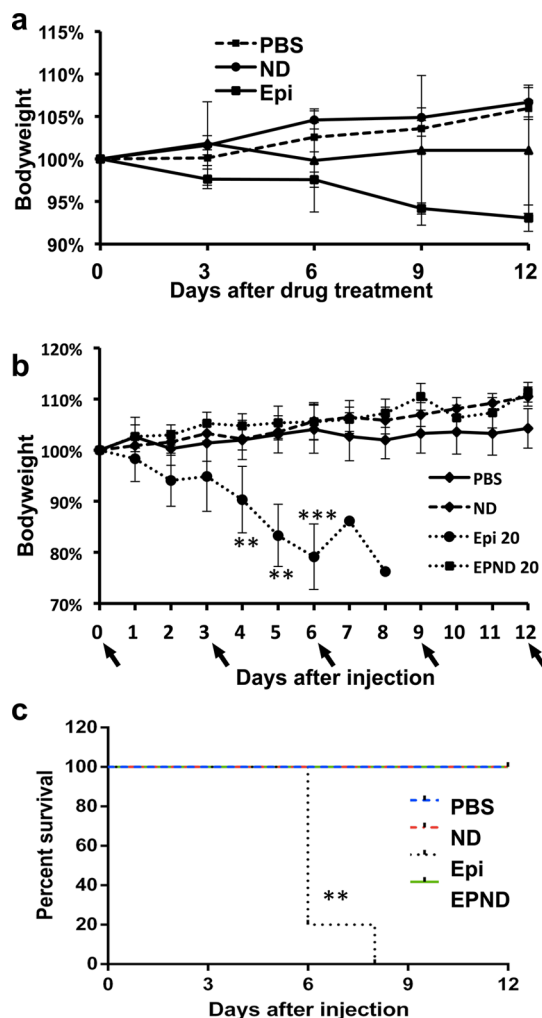 a
115%
110%
105%
100%
95%
90%
Bodyweight
PBS
ND
Epi
0 3 6 9 12
Days after drug treatment
b
120%
110%
100%
90%
80%
70%
Bodyweight
PBS
ND
Epi 20
EPND 20
**
**
***
0 1 2 3 4 5 6 7 8 9 10 11 12
Days after injection
c
120
100
80
60
40
20
0
Percent survival
PBS
ND
Epi
EPND
**
0 3 6 9 12
Days after injection